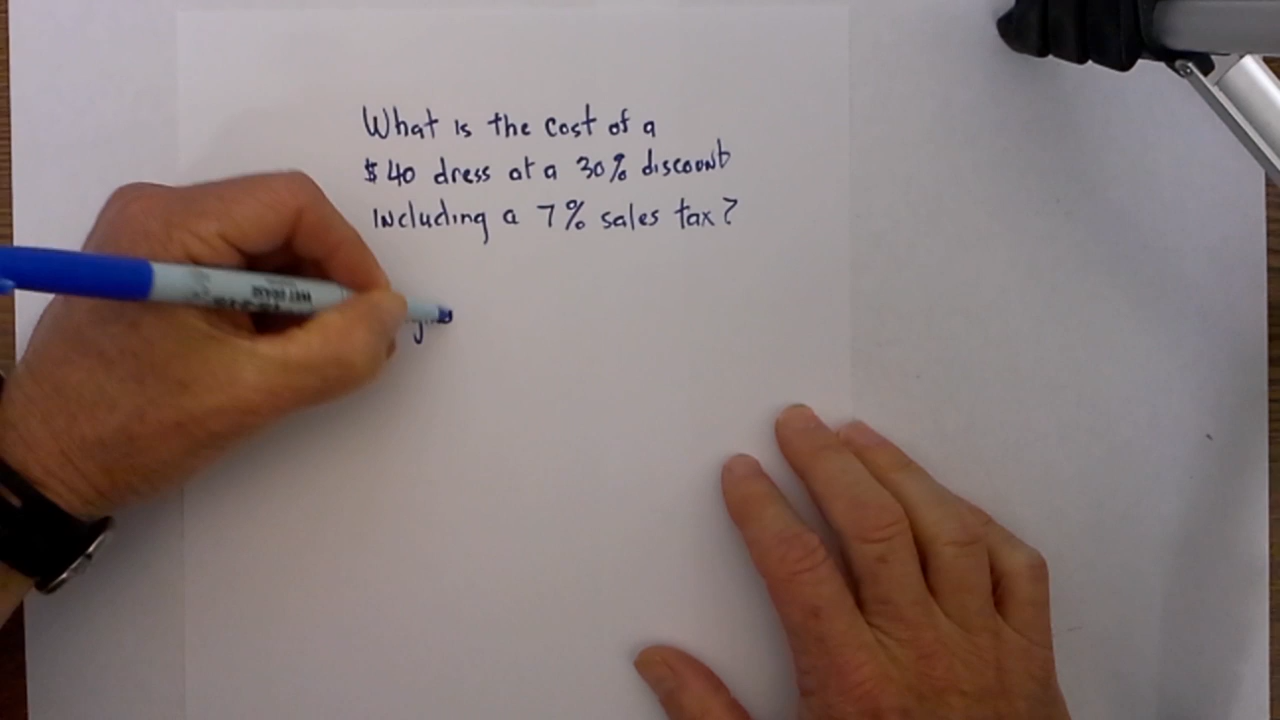 What is the cost of a
$40 dress at a 30% discount
including a 7% sales tax?